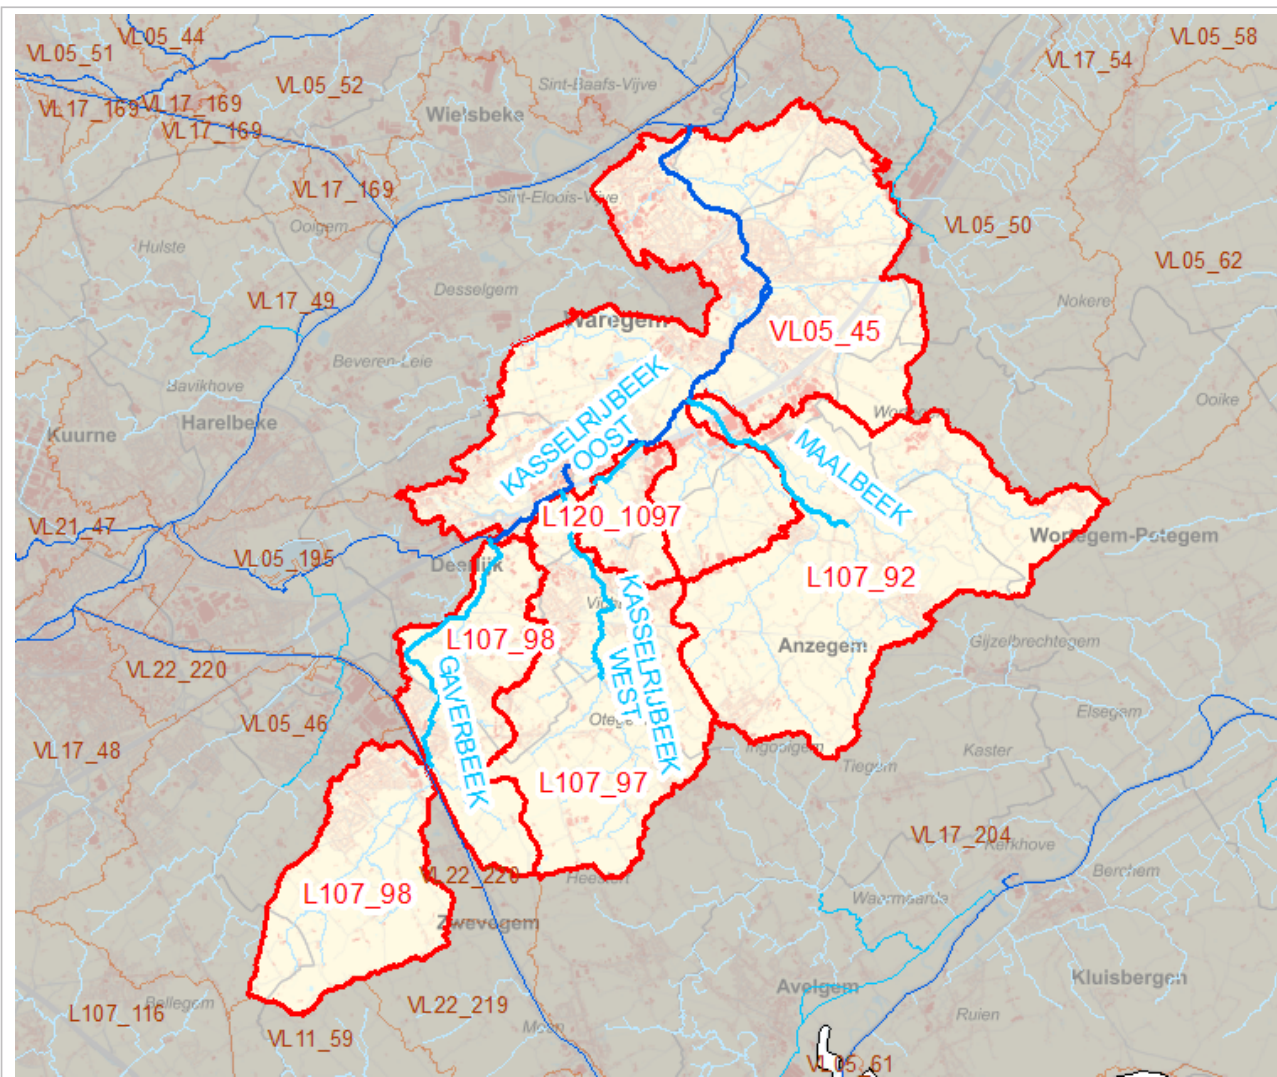 VL05_44
VL05_58
VL05_51
VL17_54
VL05_52
Sint-Baafs-Vijve
VL17_169
VL17_169
Wielsbeke
VL17_169
VL17_169
Sint-Eloois-Vijve
Ooigem
VL05_50
Hulste
VL05_62
Desselgem
VL17_49
Nokere
Waregem
VL05_45
Beveren-Leie
Bavikhove
Ooike
Harelbeke
Kuurne
KASSELRIJBEEK
OOST
MAALBEEK
L120_1097
VL21_47
Wortegem-Petegem
VL05_195
Deerlijk
L107_92
L107_98
Anzegem
Gijzelbrechtegem
VL22_220
KASSELRIJBEEK
WEST
GAVERBEEK
Elsegem
VL05_46
VL17_48
Ingooigem
Kaster
Tiegem
L107_97
VL17_204
Kerkhove
Berchem
VL22_220
Heestert
L107_98
Waarmaarde
Zwevegem
Kluisbergen
Avelgem
L107_116
Bellegem
VL22_219
Ruien
Moen
VL11_59
VL05_61